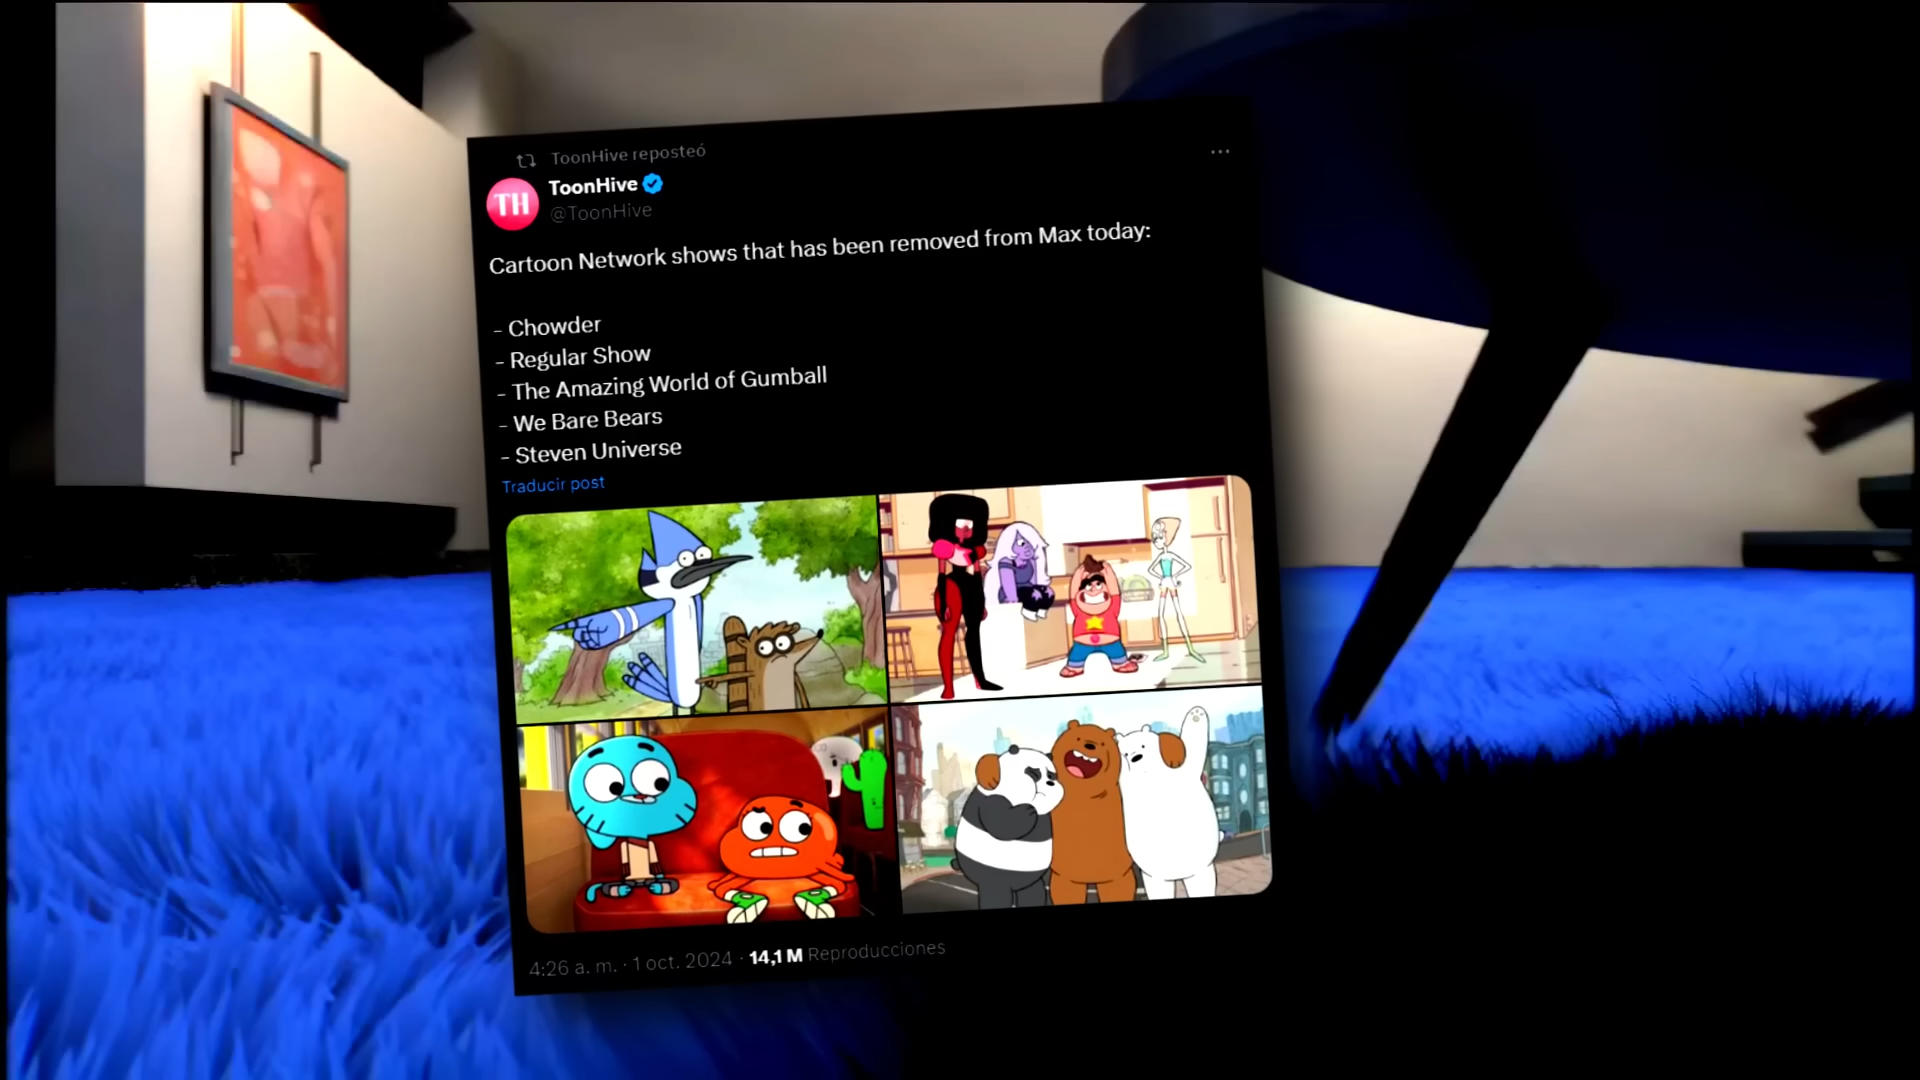 ToonHive reposteó
TH
ToonHive
@ToonHive
Cartoon Network shows that has been removed from Max today:
- Chowder
- Regular Show
- The Amazing World of Gumball
- We Bare Bears
- Steven Universe
Traducir post
4:26 a. m. · 1 oct. 2024 · 14,1 M Reproducciones